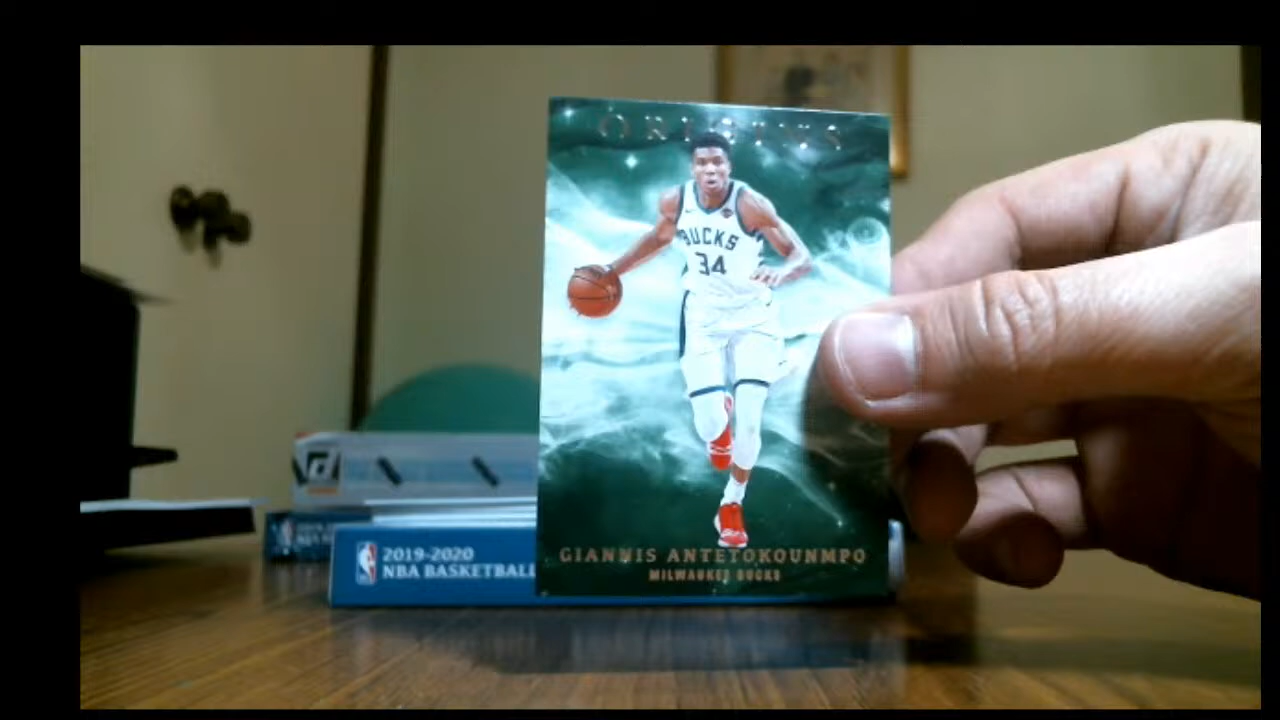 ORIGINS
BUCKS
34
GIANNIS ANTETOKOUNMPO
MILWAUKEE BUCKS
2019-2020
NBA BASKETBALL